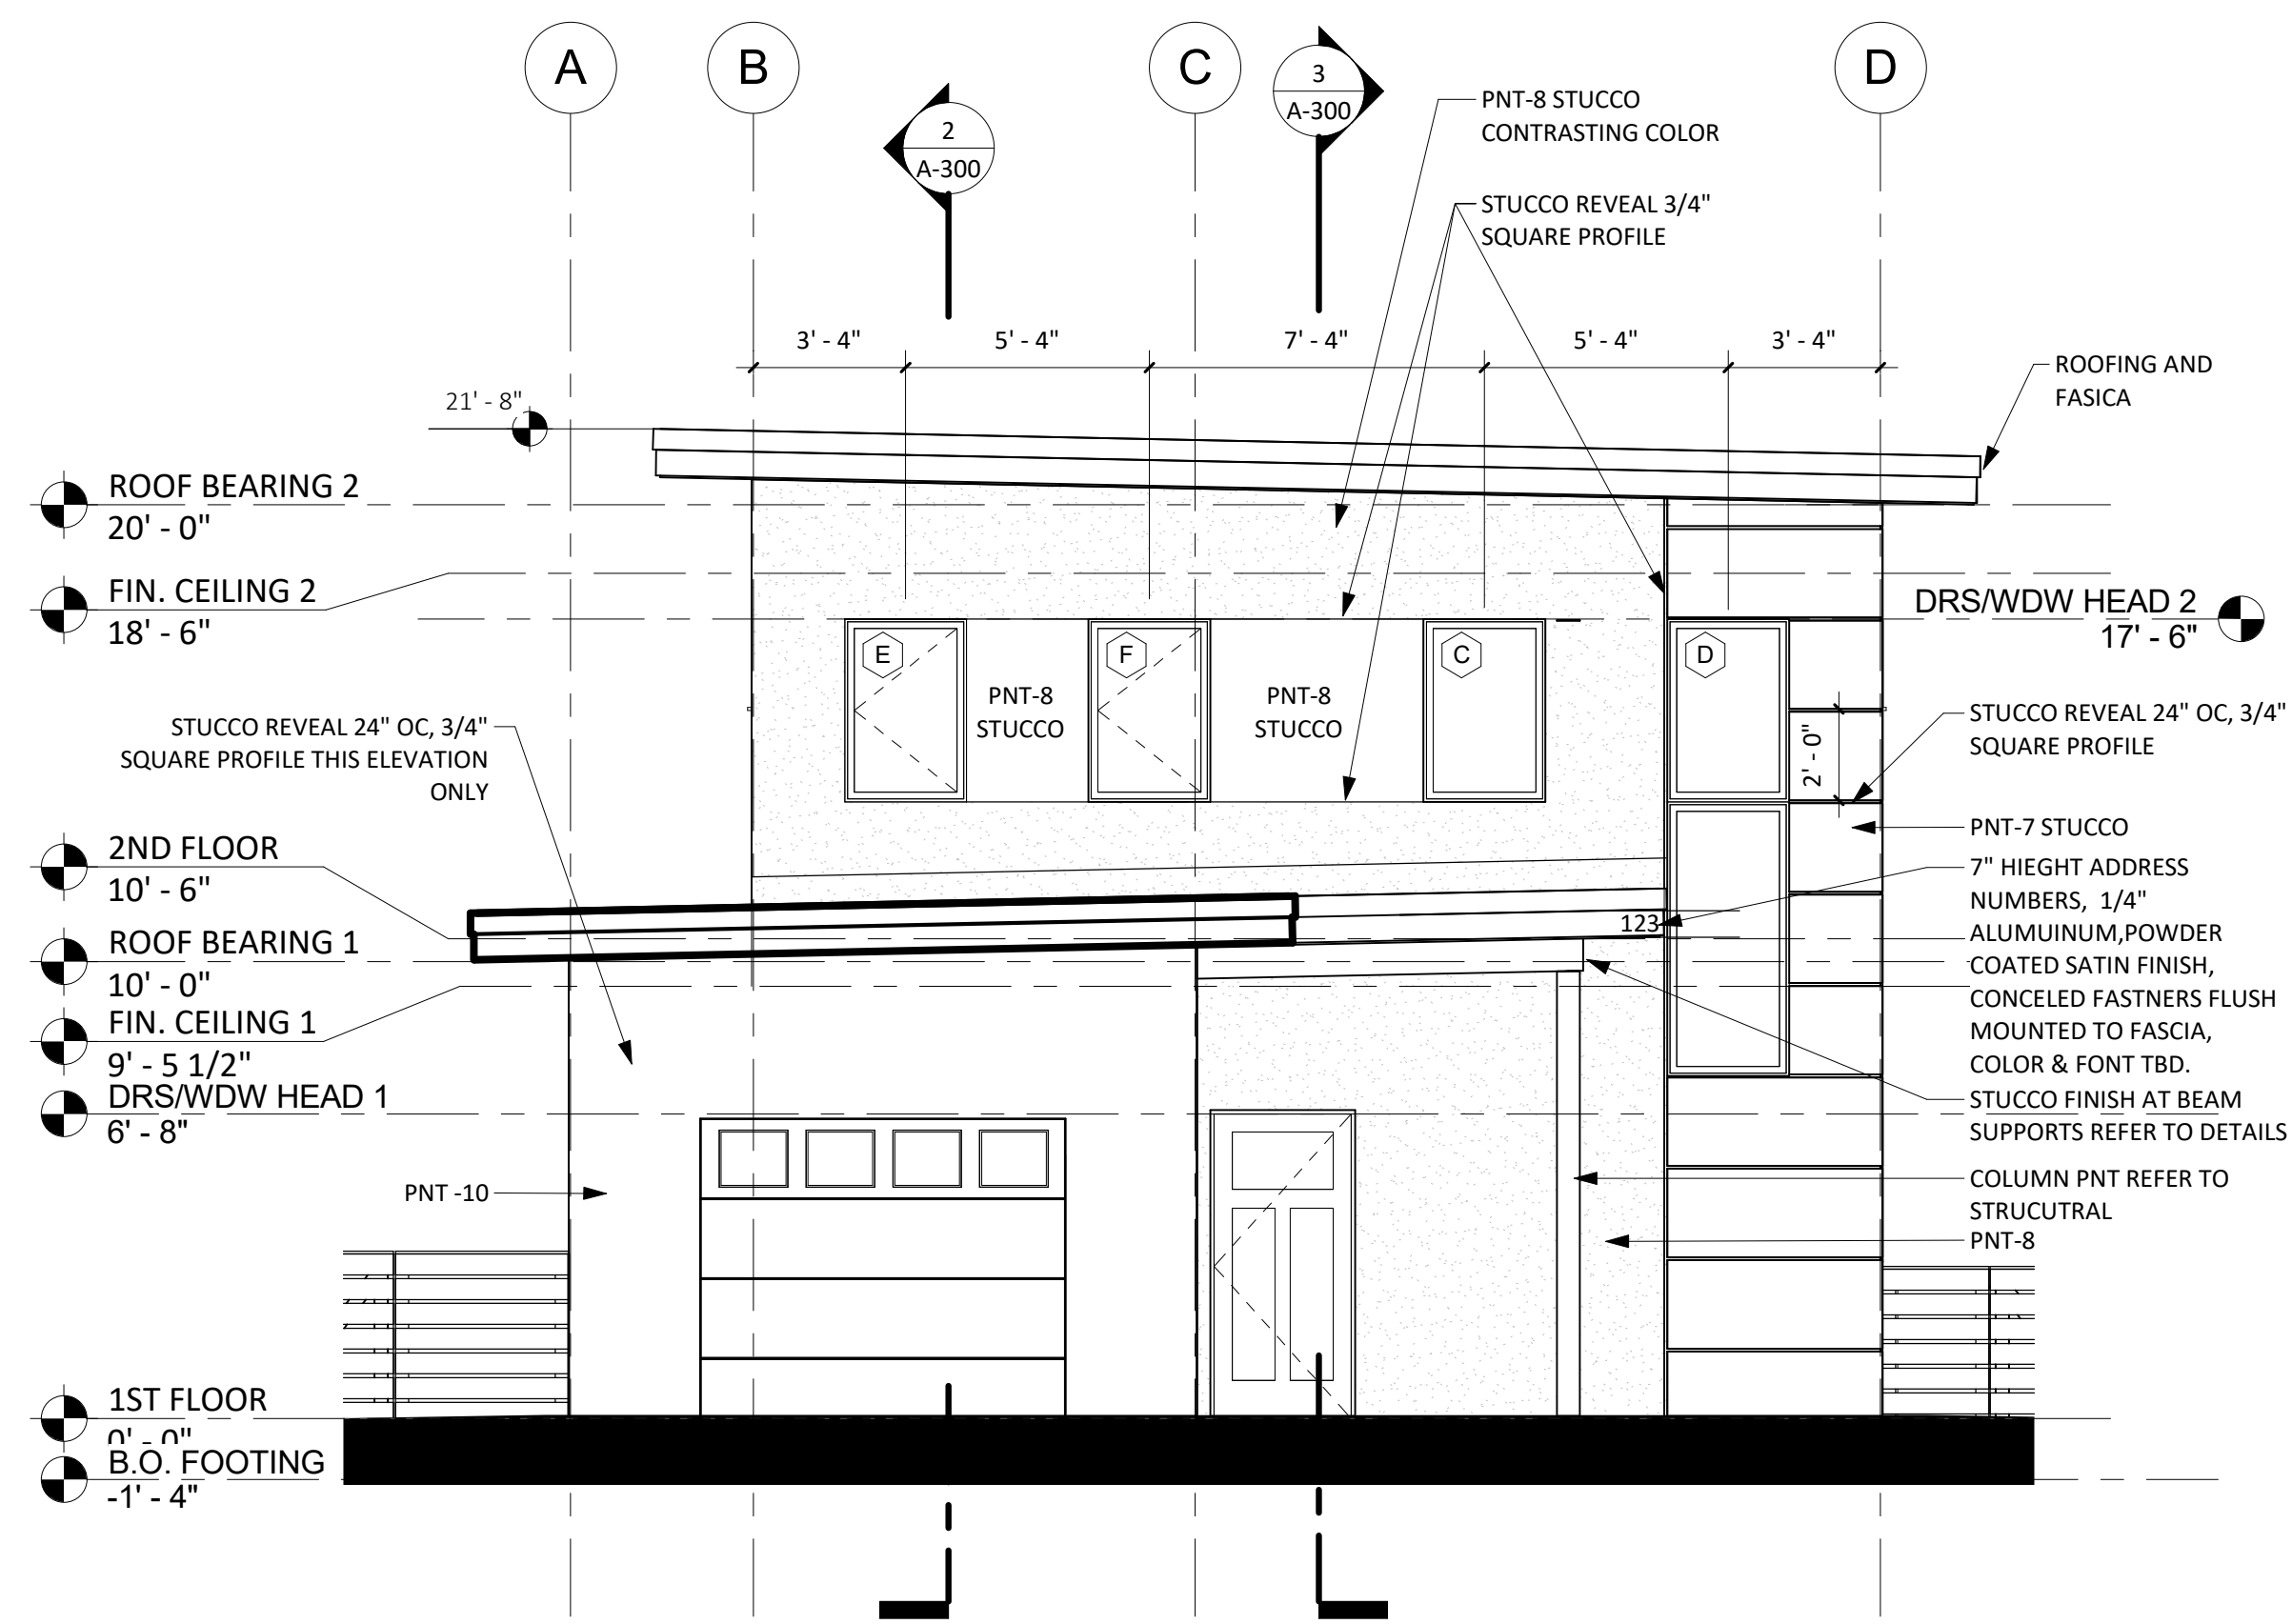 A
B
C
D
2
A-300
3
A-300
PNT-8 STUCCO
CONTRASTING COLOR
STUCCO REVEAL 3/4"
SQUARE PROFILE
3' - 4"
5' - 4"
7' - 4"
5' - 4"
3' - 4"
ROOFING AND
FASICA
21' - 8"
ROOF BEARING 2
20' - 0"
FIN. CEILING 2
18' - 6"
DRS/WDW HEAD 2
17' - 6"
E
F
C
D
PNT-8
STUCCO
PNT-8
STUCCO
STUCCO REVEAL 24" OC, 3/4"
SQUARE PROFILE THIS ELEVATION
ONLY
2' - 0"
STUCCO REVEAL 24" OC, 3/4"
SQUARE PROFILE
PNT-7 STUCCO
2ND FLOOR
10' - 6"
7" HIEGHT ADDRESS
NUMBERS, 1/4"
ALUMUINUM,POWDER
COATED SATIN FINISH,
CONCELED FASTNERS FLUSH
MOUNTED TO FASCIA,
COLOR & FONT TBD.
123
ROOF BEARING 1
10' - 0"
FIN. CEILING 1
9' - 5 1/2"
DRS/WDW HEAD 1
6' - 8"
STUCCO FINISH AT BEAM
SUPPORTS REFER TO DETAILS
PNT -10
COLUMN PNT REFER TO
STRUCUTRAL
PNT-8
1ST FLOOR
0' - 0"
B.O. FOOTING
-1' - 4"